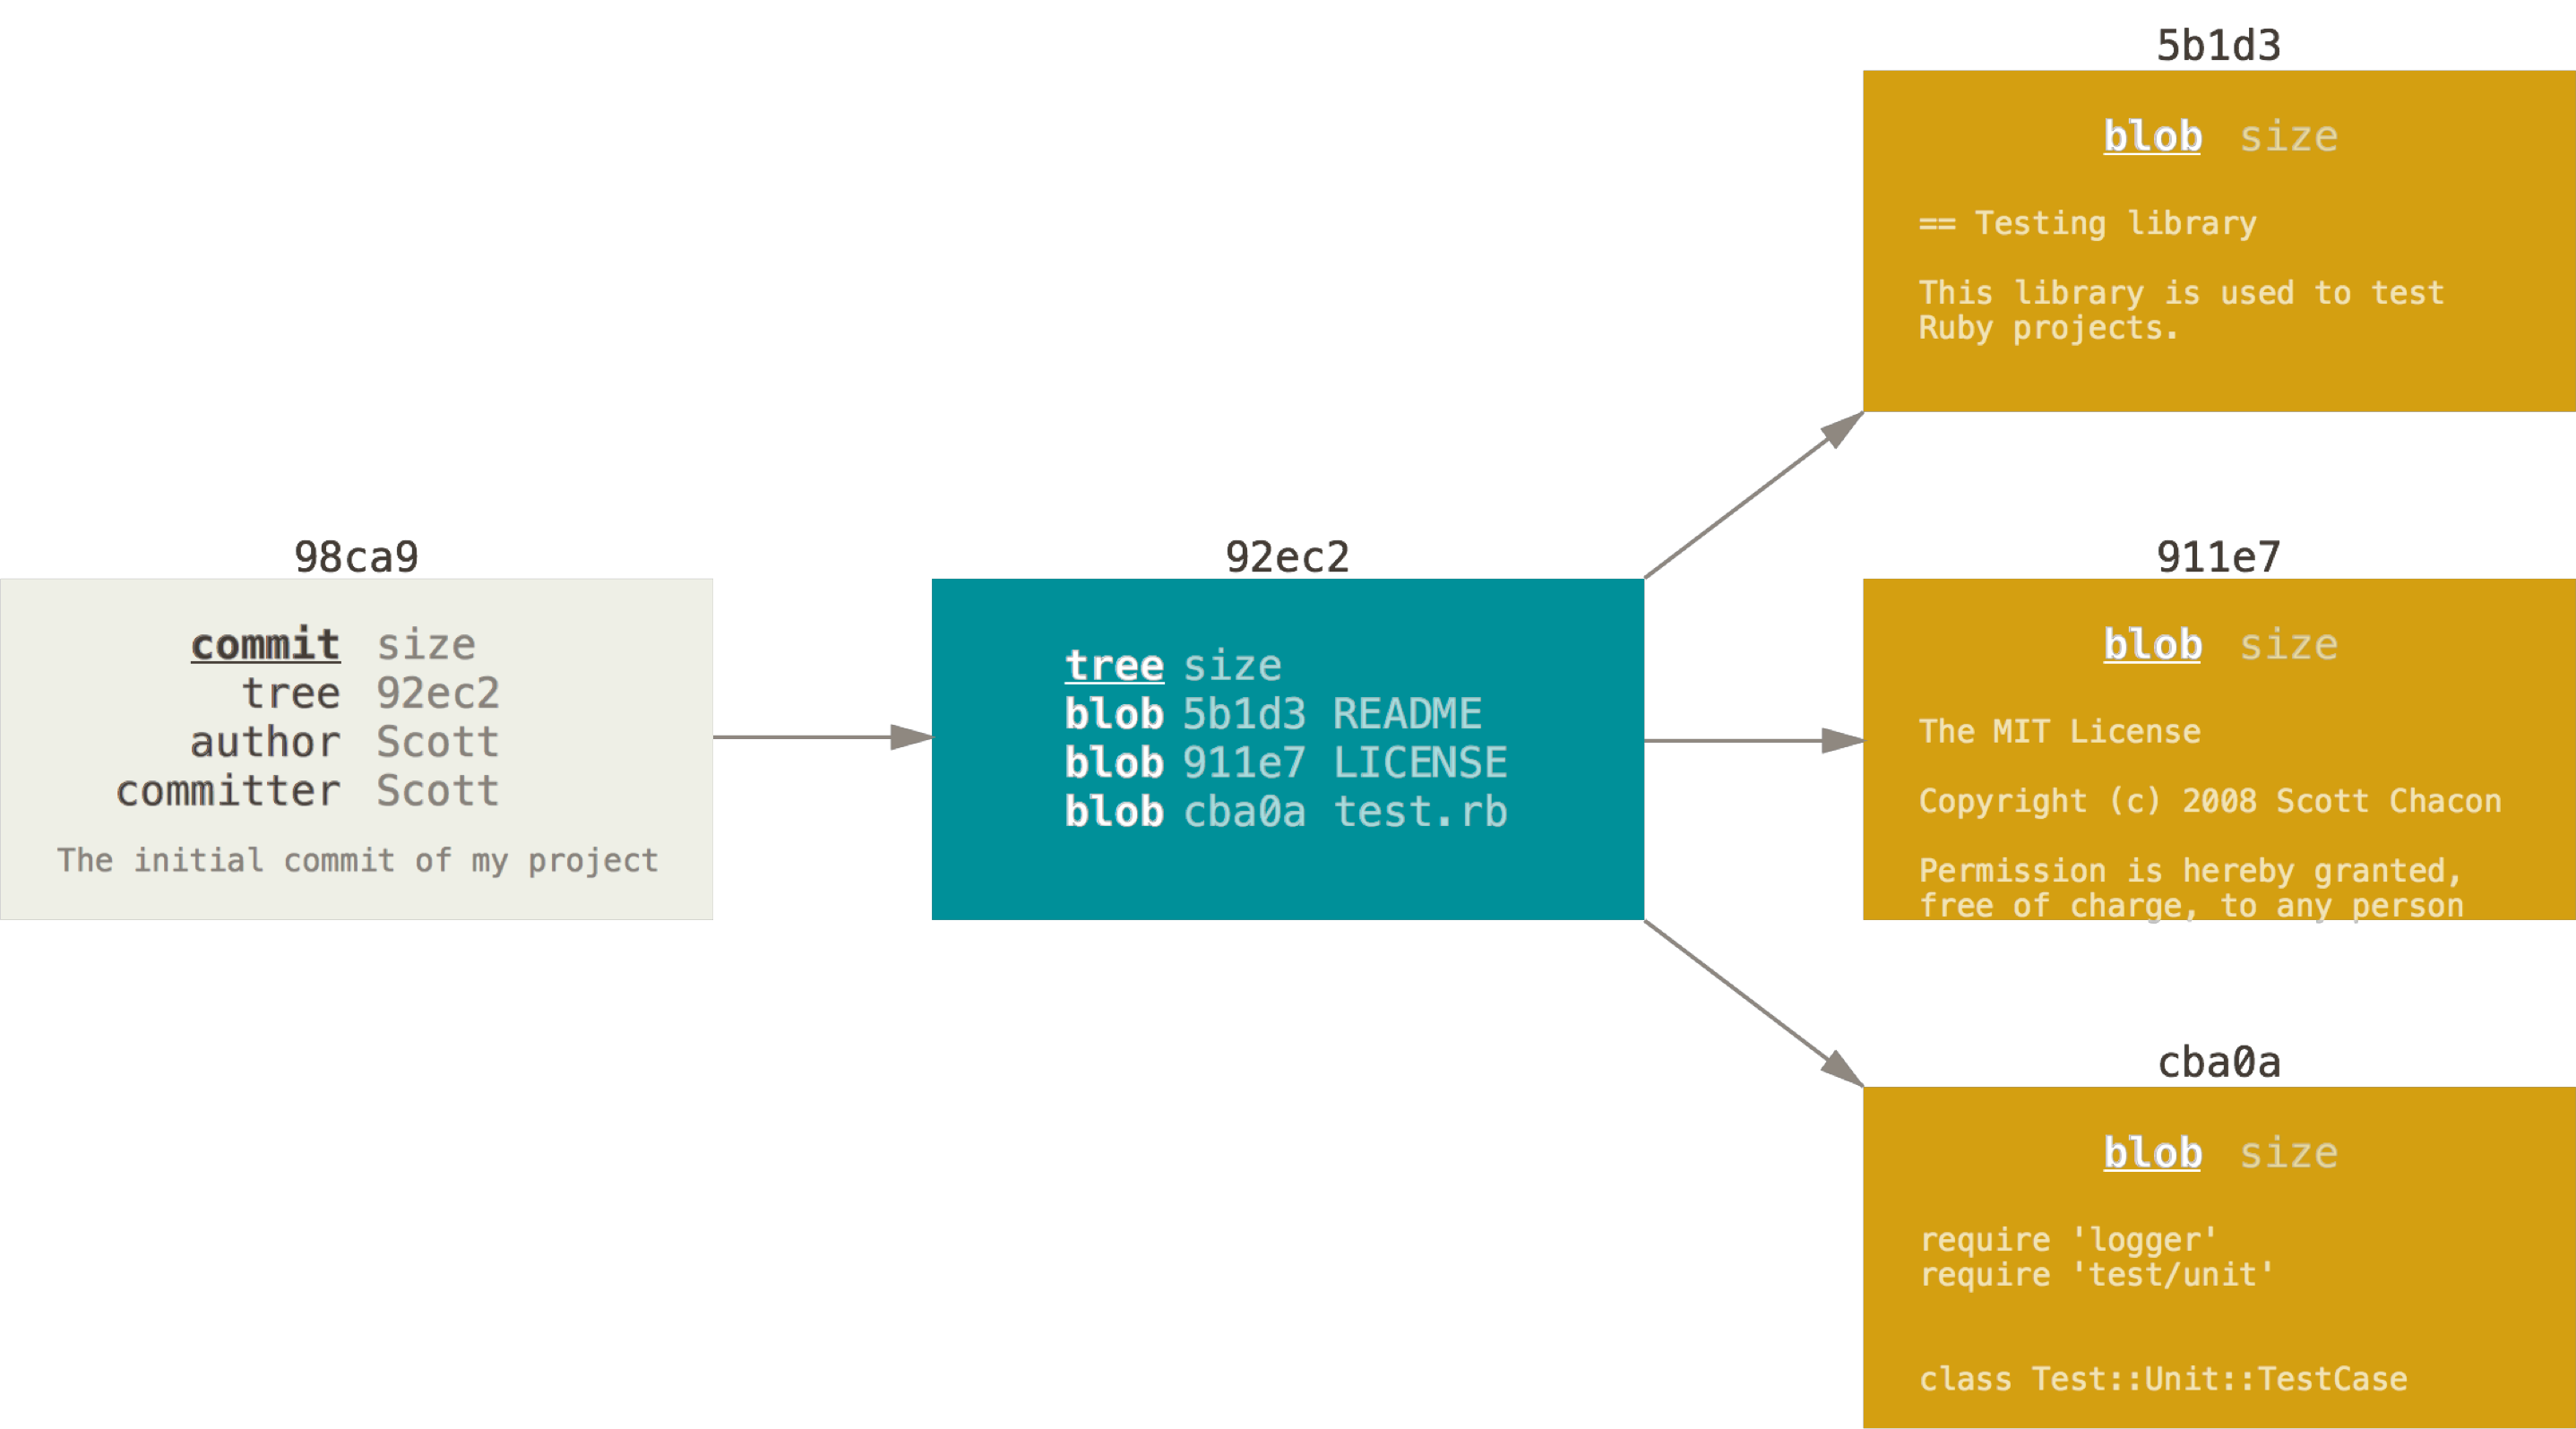 98ca9
commit size
tree 92ec2
author Scott
committer Scott
The initial commit of my project
92ec2
tree size
blob 5b1d3 README
blob 911e7 LICENSE
blob cba0a test.rb
5b1d3
blob size
== Testing library
This library is used to test
Ruby projects.
911e7
blob size
The MIT License
Copyright (c) 2008 Scott Chacon
Permission is hereby granted,
free of charge, to any person
cba0a
blob size
require 'logger'
require 'test/unit'
class Test::Unit::TestCase